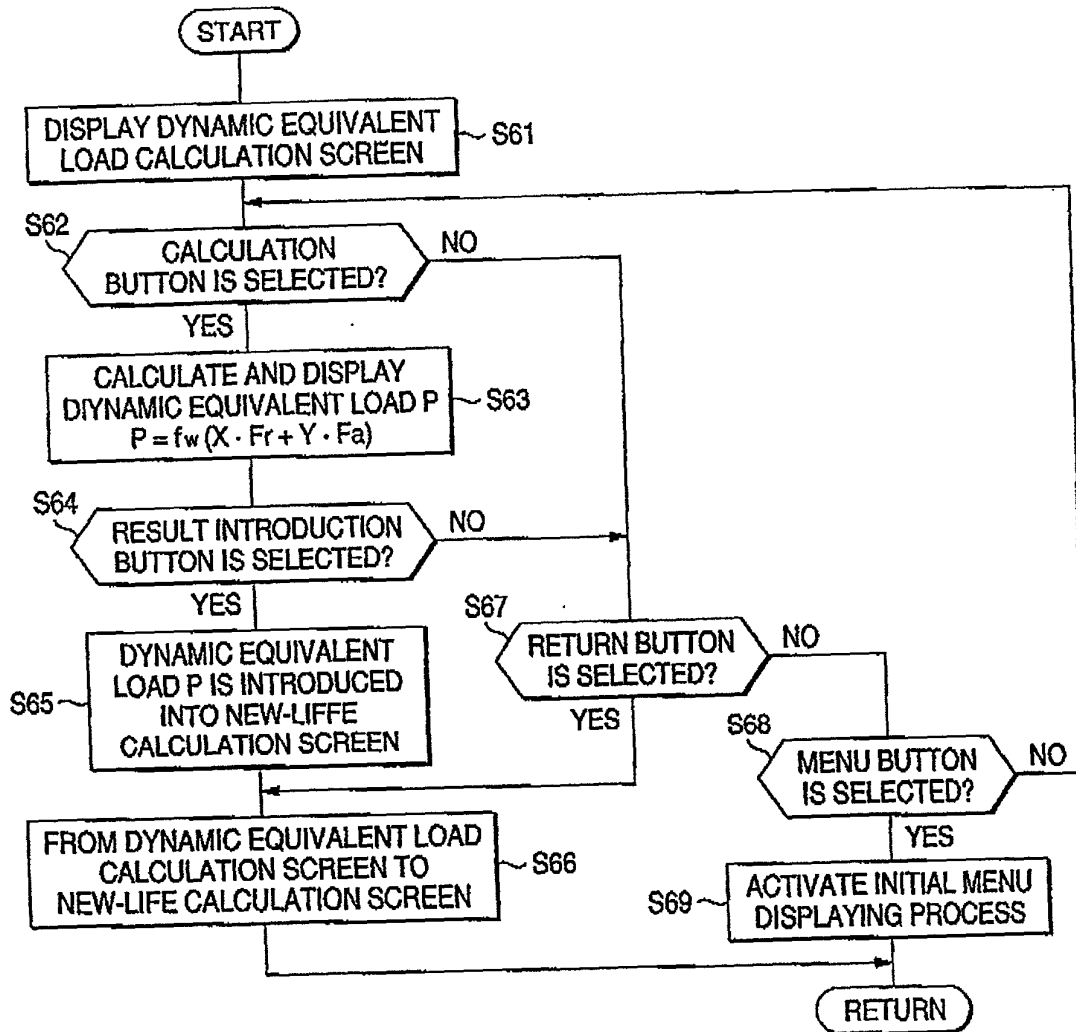 START
DISPLAY DYNAMIC EQUIVALENT
LOAD CALCULATION SCREEN
S61
S62
CALCULATION
BUTTON IS SELECTED?
NO
YES
CALCULATE AND DISPLAY
DIYNAMIC EQUIVALENT LOAD P
P = fw (X · Fr + Y · Fa)
S63
S64
RESULT INTRODUCTION
BUTTON IS SELECTED?
NO
YES
S65
DYNAMIC EQUIVALENT
LOAD P IS INTRODUCED
INTO NEW-LIFFE
CALCULATION SCREEN
S67
RETURN BUTTON
IS SELECTED?
NO
YES
S68
MENU BUTTON
IS SELECTED?
NO
YES
FROM DYNAMIC EQUIVALENT LOAD
CALCULATION SCREEN TO
NEW-LIFE CALCULATION SCREEN
S66
S69
ACTIVATE INITIAL MENU
DISPLAYING PROCESS
RETURN